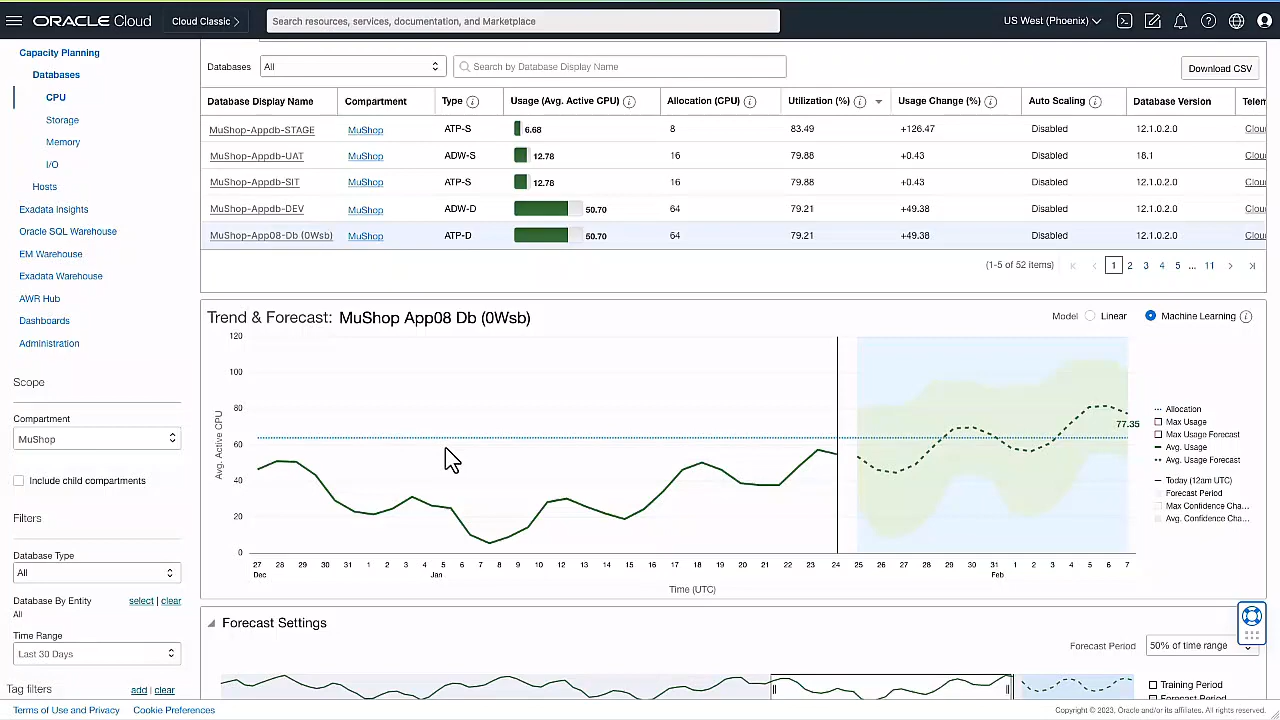 ORACLE Cloud
Cloud Classic
Search resources, services, documentation, and Marketplace
US West (Phoenix)
Capacity Planning
Databases
CPU
Storage
Memory
I/O
Hosts
Exadata Insights
Oracle SQL Warehouse
EM Warehouse
Exadata Warehouse
AWR Hub
Dashboards
Administration
Scope
Compartment
MuShop
Include child compartments
Filters
Database Type
All
Database By Entity select | clear
All
Time Range
Last 30 Days
Tag filters add | clear
Databases All Search by Database Display Name Download CSV
Database Display Name Compartment Type Usage (Avg. Active CPU) Allocation (CPU) Utilization (%) Usage Change (%) Auto Scaling Database Version Telem
MuShop-Appdb-STAGE MuShop ATP-S 6.68 8 83.49 +126.47 Disabled 12.1.0.2.0 Clou
MuShop-Appdb-UAT MuShop ADW-S 12.78 16 79.88 +0.43 Disabled 18.1 Clou
MuShop-Appdb-SIT MuShop ATP-S 12.78 16 79.88 +0.43 Disabled 12.1.0.2.0 Clou
MuShop-Appdb-DEV MuShop ADW-D 50.70 64 79.21 +49.38 Disabled 12.1.0.2.0 Clou
MuShop-App08-Db (0Wsb) MuShop ATP-D 50.70 64 79.21 +49.38 Disabled 12.1.0.2.0 Clou
(1-5 of 52 items) 1 2 3 4 5 ... 11
Trend & Forecast: MuShop App08 Db (0Wsb)
Model Linear Machine Learning
120
100
80
60
40
20
0
Avg. Active CPU
77.35
27 28 29 30 31 1 2 3 4 5 6 7 8 9 10 11 12 13 14 15 16 17 18 19 20 21 22 23 24 25 26 27 28 29 30 31 1 2 3 4 5 6 7
Dec Jan Feb
Time (UTC)
Allocation
Max Usage
Max Usage Forecast
Avg. Usage
Avg. Usage Forecast
Today (12am UTC)
Forecast Period
Max Confidence Cha...
Avg. Confidence Cha...
Forecast Settings
Forecast Period 50% of time range
Training Period
Forecast Period
Terms of Use and Privacy Cookie Preferences
Copyright © 2023, Oracle and/or its affiliates. All rights reserved.